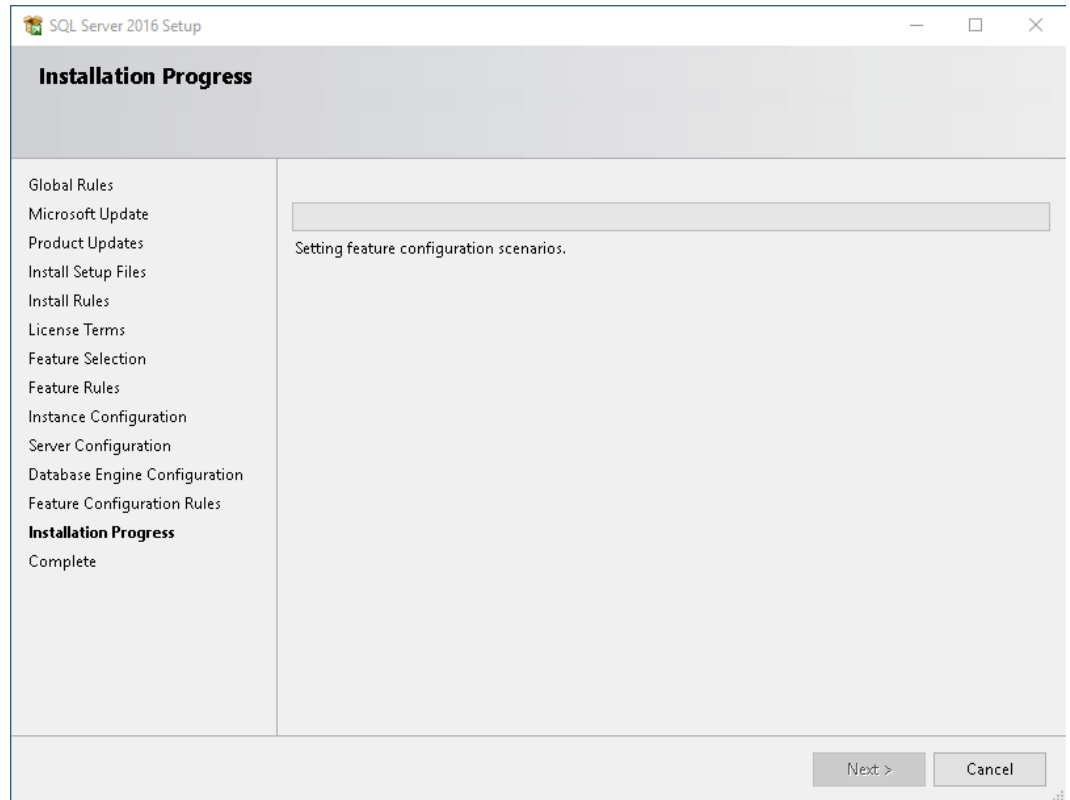 SQL Server 2016 Setup
Installation Progress
Global Rules
Microsoft Update
Product Updates
Install Setup Files
Install Rules
License Terms
Feature Selection
Feature Rules
Instance Configuration
Server Configuration
Database Engine Configuration
Feature Configuration Rules
Installation Progress
Complete
Setting feature configuration scenarios.
Next >
Cancel